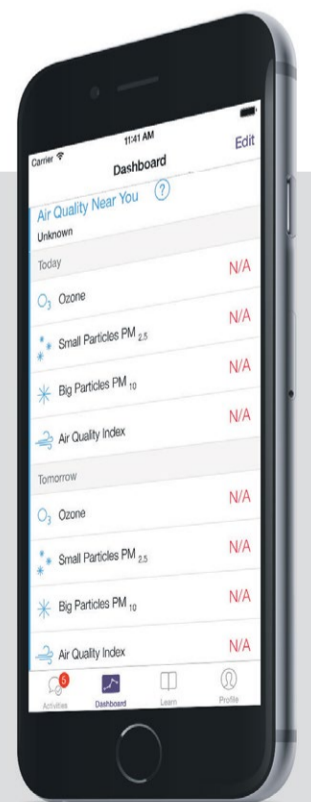 Carrier 11:41 AM
Dashboard Edit
Air Quality Near You ?
Unknown
Today
O3 Ozone N/A
Small Particles PM 2.5 N/A
Big Particles PM 10 N/A
Air Quality Index N/A
Tomorrow
O3 Ozone N/A
Small Particles PM 2.5 N/A
Big Particles PM 10 N/A
Air Quality Index N/A
5
Activities Dashboard Learn Profile